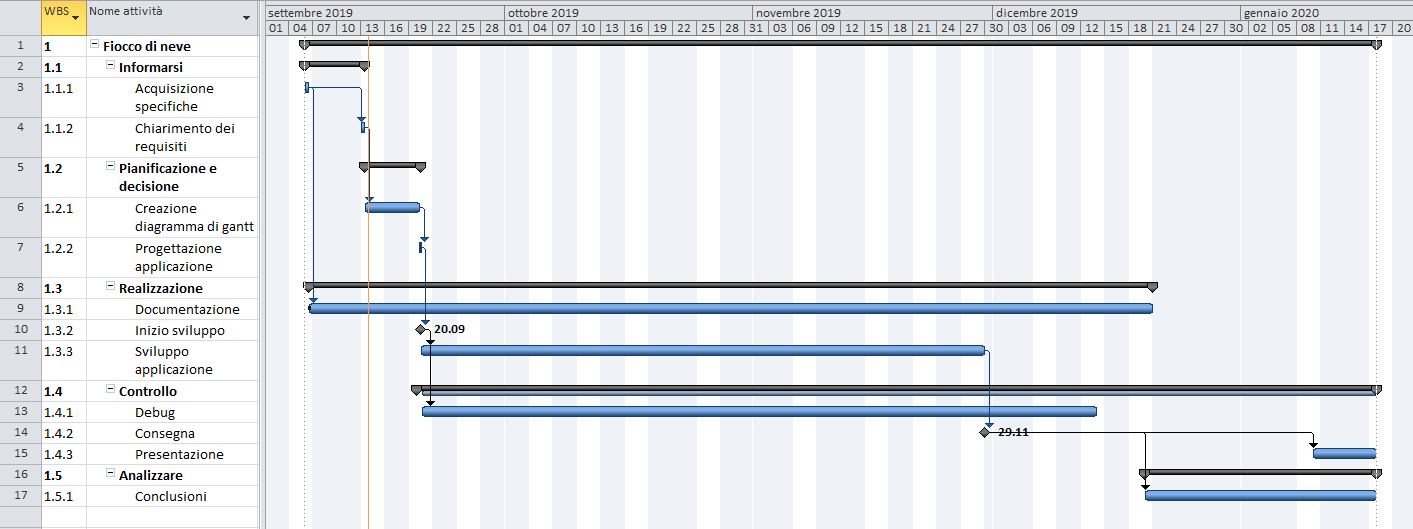 WBS Nome attività settembre 2019 ottobre 2019 novembre 2019 dicembre 2019 gennaio 2020
01 04 07 10 13 16 19 22 25 28 01 04 07 10 13 16 19 22 25 28 31 03 06 09 12 15 18 21 24 27 30 03 06 09 12 15 18 21 24 27 30 02 05 08 11 14 17 20
1 1 Fiocco di neve
2 1.1 Informarsi
3 1.1.1 Acquisizione
specifiche
4 1.1.2 Chiarimento dei
requisiti
5 1.2 Pianificazione e
decisione
6 1.2.1 Creazione
diagramma di gantt
7 1.2.2 Progettazione
applicazione
8 1.3 Realizzazione
9 1.3.1 Documentazione
10 1.3.2 Inizio sviluppo 20.09
11 1.3.3 Sviluppo
applicazione
12 1.4 Controllo
13 1.4.1 Debug
14 1.4.2 Consegna 29.11
15 1.4.3 Presentazione
16 1.5 Analizzare
17 1.5.1 Conclusioni